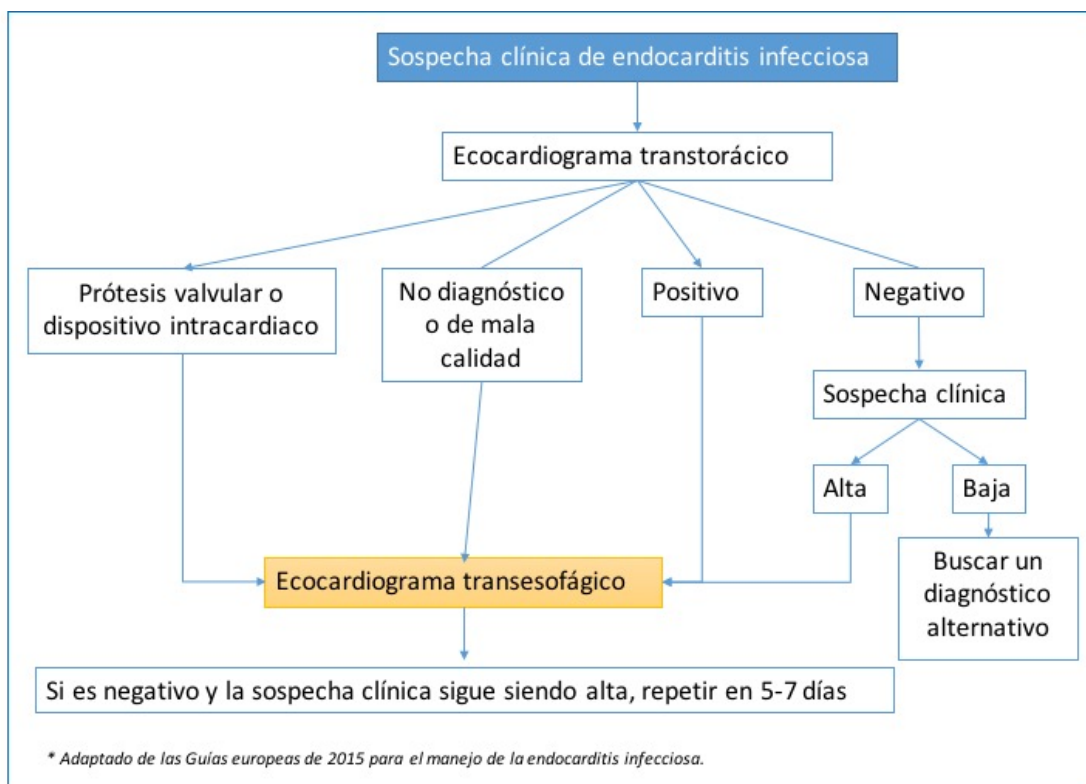 Sospecha clínica de endocarditis infecciosa
Ecocardiograma transtorácico
Prótesis valvular o
dispositivo intracardiaco
No diagnóstico
o de mala
calidad
Positivo
Negativo
Sospecha clínica
Alta
Baja
Ecocardiograma transesofágico
Buscar un
diagnóstico
alternativo
Si es negativo y la sospecha clínica sigue siendo alta, repetir en 5-7 días
* Adaptado de las Guías europeas de 2015 para el manejo de la endocarditis infecciosa.